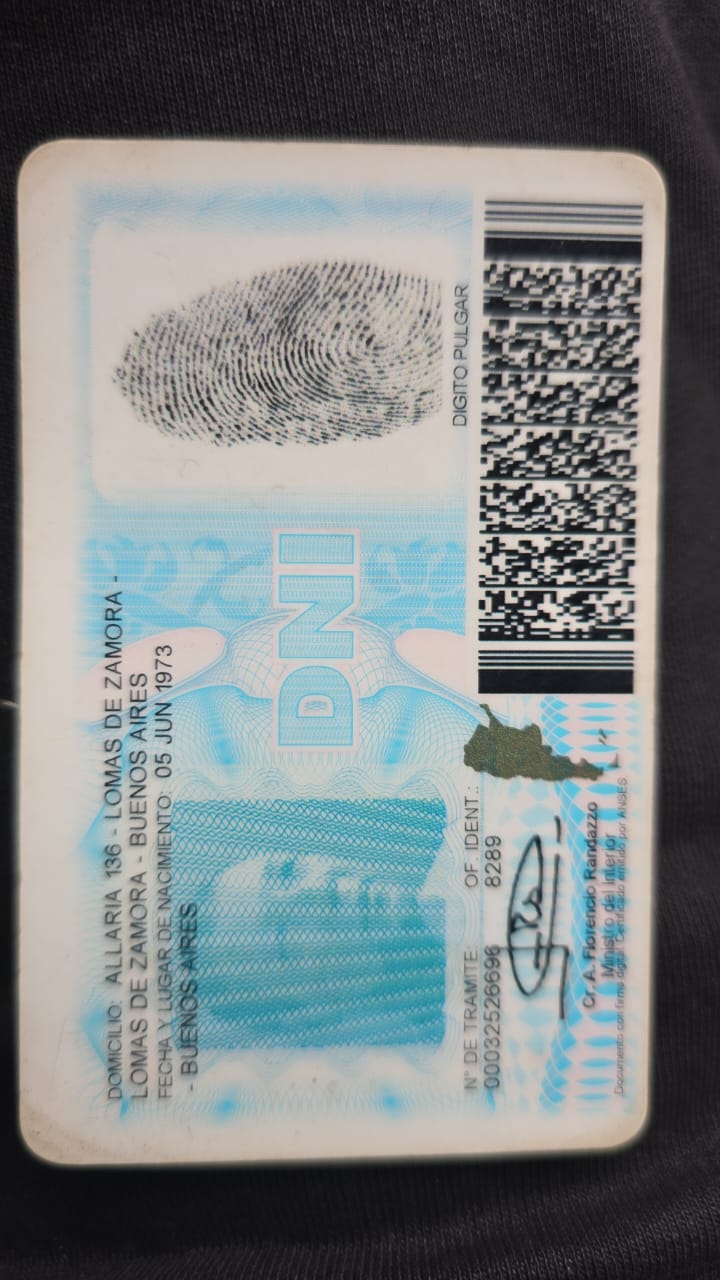 DOMICILIO: ALLARIA 136 - LOMAS DE ZAMORA -
LOMAS DE ZAMORA - BUENOS AIRES
FECHA Y LUGAR DE NACIMIENTO: 05 JUN 1973
- BUENOS AIRES
DNI
DIGITO PULGAR
N° DE TRAMITE: OF. IDENT.:
00032526696 8289
Cr. A. Florencio Randazzo
Ministro del Interior
Documento con firma digital. Certificado emitido por ANSES